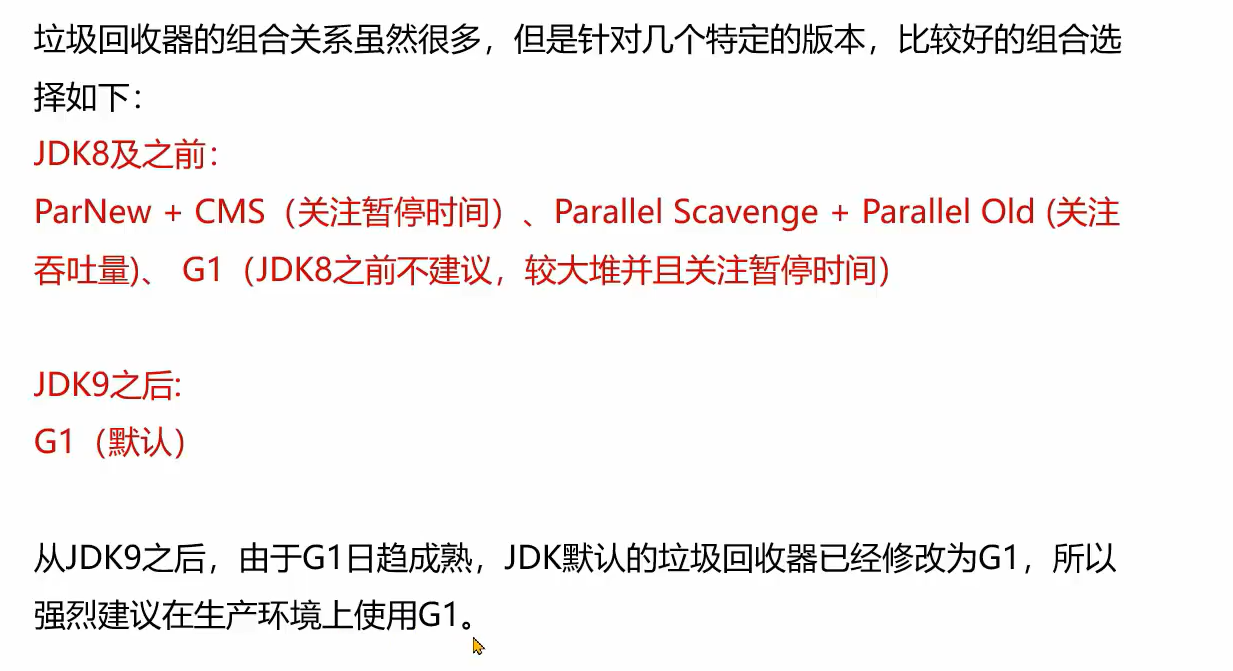 垃圾回收器的组合关系虽然很多，但是针对几个特定的版本，比较好的组合选
择如下：
JDK8及之前：
ParNew + CMS（关注暂停时间）、Parallel Scavenge + Parallel Old (关注
吞吐量)、 G1（JDK8之前不建议，较大堆并且关注暂停时间）
JDK9之后:
G1（默认）
从JDK9之后，由于G1日趋成熟，JDK默认的垃圾回收器已经修改为G1，所以
强烈建议在生产环境上使用G1。